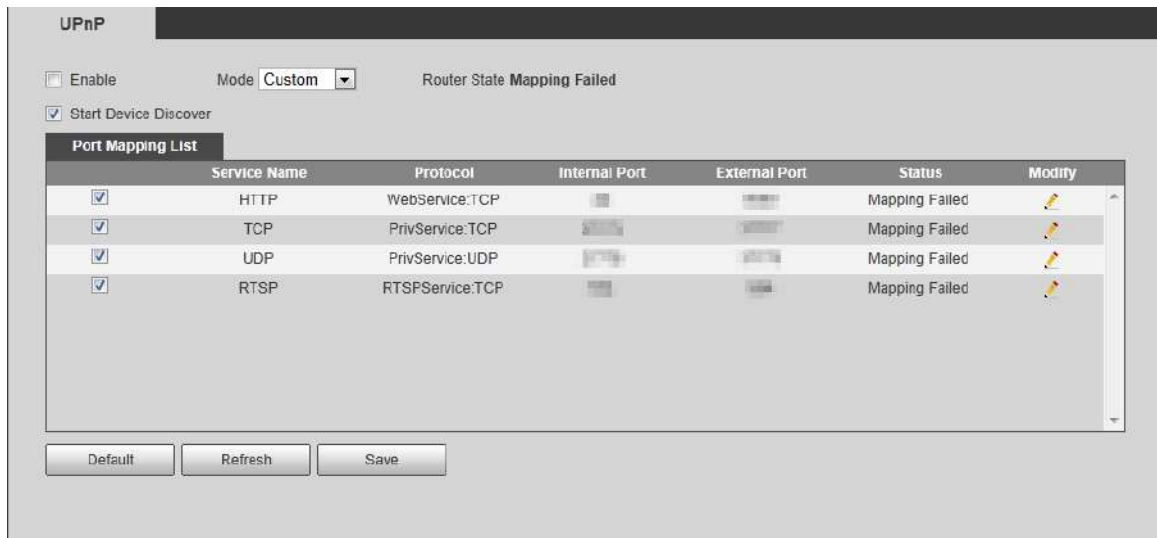 UPnP
Enable Mode Custom Router State Mapping Failed
Start Device Discover
Port Mapping List
Service Name Protocol Internal Port External Port Status Modify
HTTP WebService:TCP Mapping Failed
TCP PrivService:TCP Mapping Failed
UDP PrivService:UDP Mapping Failed
RTSP RTSPService:TCP Mapping Failed
Default Refresh Save